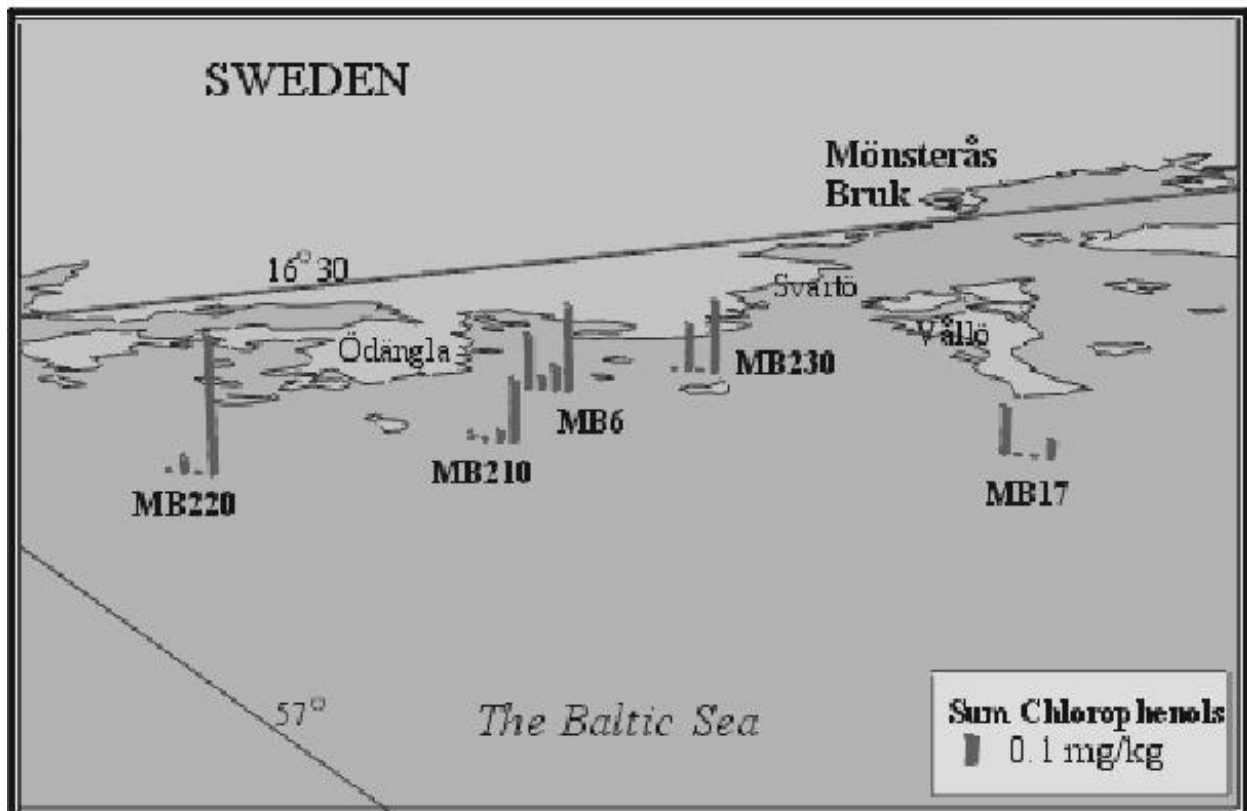 SWEDEN
Mönsterås
Bruk
16° 30
Svartö
Vållö
Ödängla
MB230
MB6
MB210
MB220
MB17
57°
The Baltic Sea
Sum Chlorophenols
0.1 mg/kg